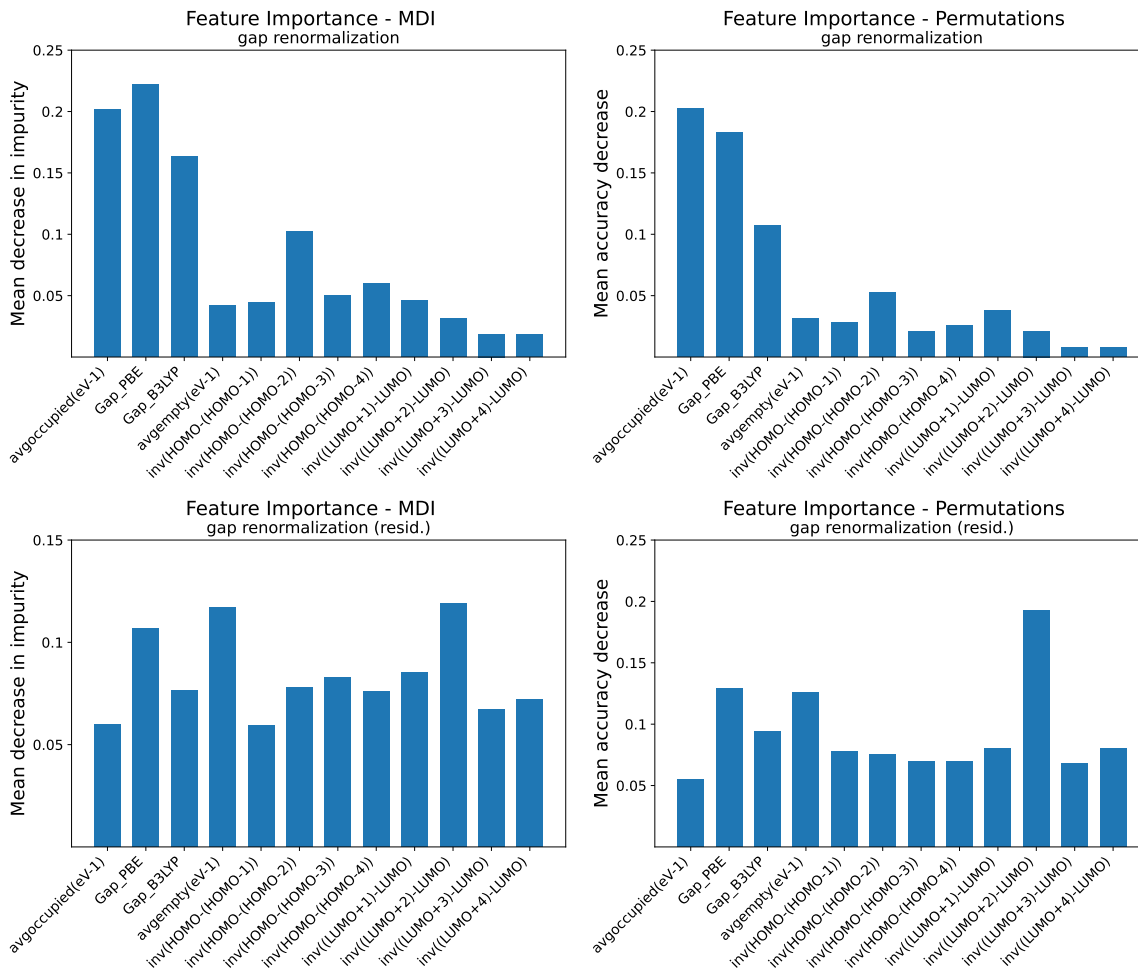 Feature Importance - MDI
gap renormalization
Mean decrease in impurity
0.25
0.2
0.15
0.1
0.05
avgoccupied(eV-1)
Gap_PBE
Gap_B3LYP
avgempty(eV-1)
inv(HOMO-(HOMO-1))
inv(HOMO-(HOMO-2))
inv(HOMO-(HOMO-3))
inv(HOMO-(HOMO-4))
inv((LUMO+1)-LUMO)
inv((LUMO+2)-LUMO)
inv((LUMO+3)-LUMO)
inv((LUMO+4)-LUMO)
Feature Importance - Permutations
gap renormalization
Mean accuracy decrease
0.25
0.2
0.15
0.1
0.05
avgoccupied(eV-1)
Gap_PBE
Gap_B3LYP
avgempty(eV-1)
inv(HOMO-(HOMO-1))
inv(HOMO-(HOMO-2))
inv(HOMO-(HOMO-3))
inv(HOMO-(HOMO-4))
inv((LUMO+1)-LUMO)
inv((LUMO+2)-LUMO)
inv((LUMO+3)-LUMO)
inv((LUMO+4)-LUMO)
Feature Importance - MDI
gap renormalization (resid.)
Mean decrease in impurity
0.15
0.1
0.05
avgoccupied(eV-1)
Gap_PBE
Gap_B3LYP
avgempty(eV-1)
inv(HOMO-(HOMO-1))
inv(HOMO-(HOMO-2))
inv(HOMO-(HOMO-3))
inv(HOMO-(HOMO-4))
inv((LUMO+1)-LUMO)
inv((LUMO+2)-LUMO)
inv((LUMO+3)-LUMO)
inv((LUMO+4)-LUMO)
Feature Importance - Permutations
gap renormalization (resid.)
Mean accuracy decrease
0.25
0.2
0.15
0.1
0.05
avgoccupied(eV-1)
Gap_PBE
Gap_B3LYP
avgempty(eV-1)
inv(HOMO-(HOMO-1))
inv(HOMO-(HOMO-2))
inv(HOMO-(HOMO-3))
inv(HOMO-(HOMO-4))
inv((LUMO+1)-LUMO)
inv((LUMO+2)-LUMO)
inv((LUMO+3)-LUMO)
inv((LUMO+4)-LUMO)